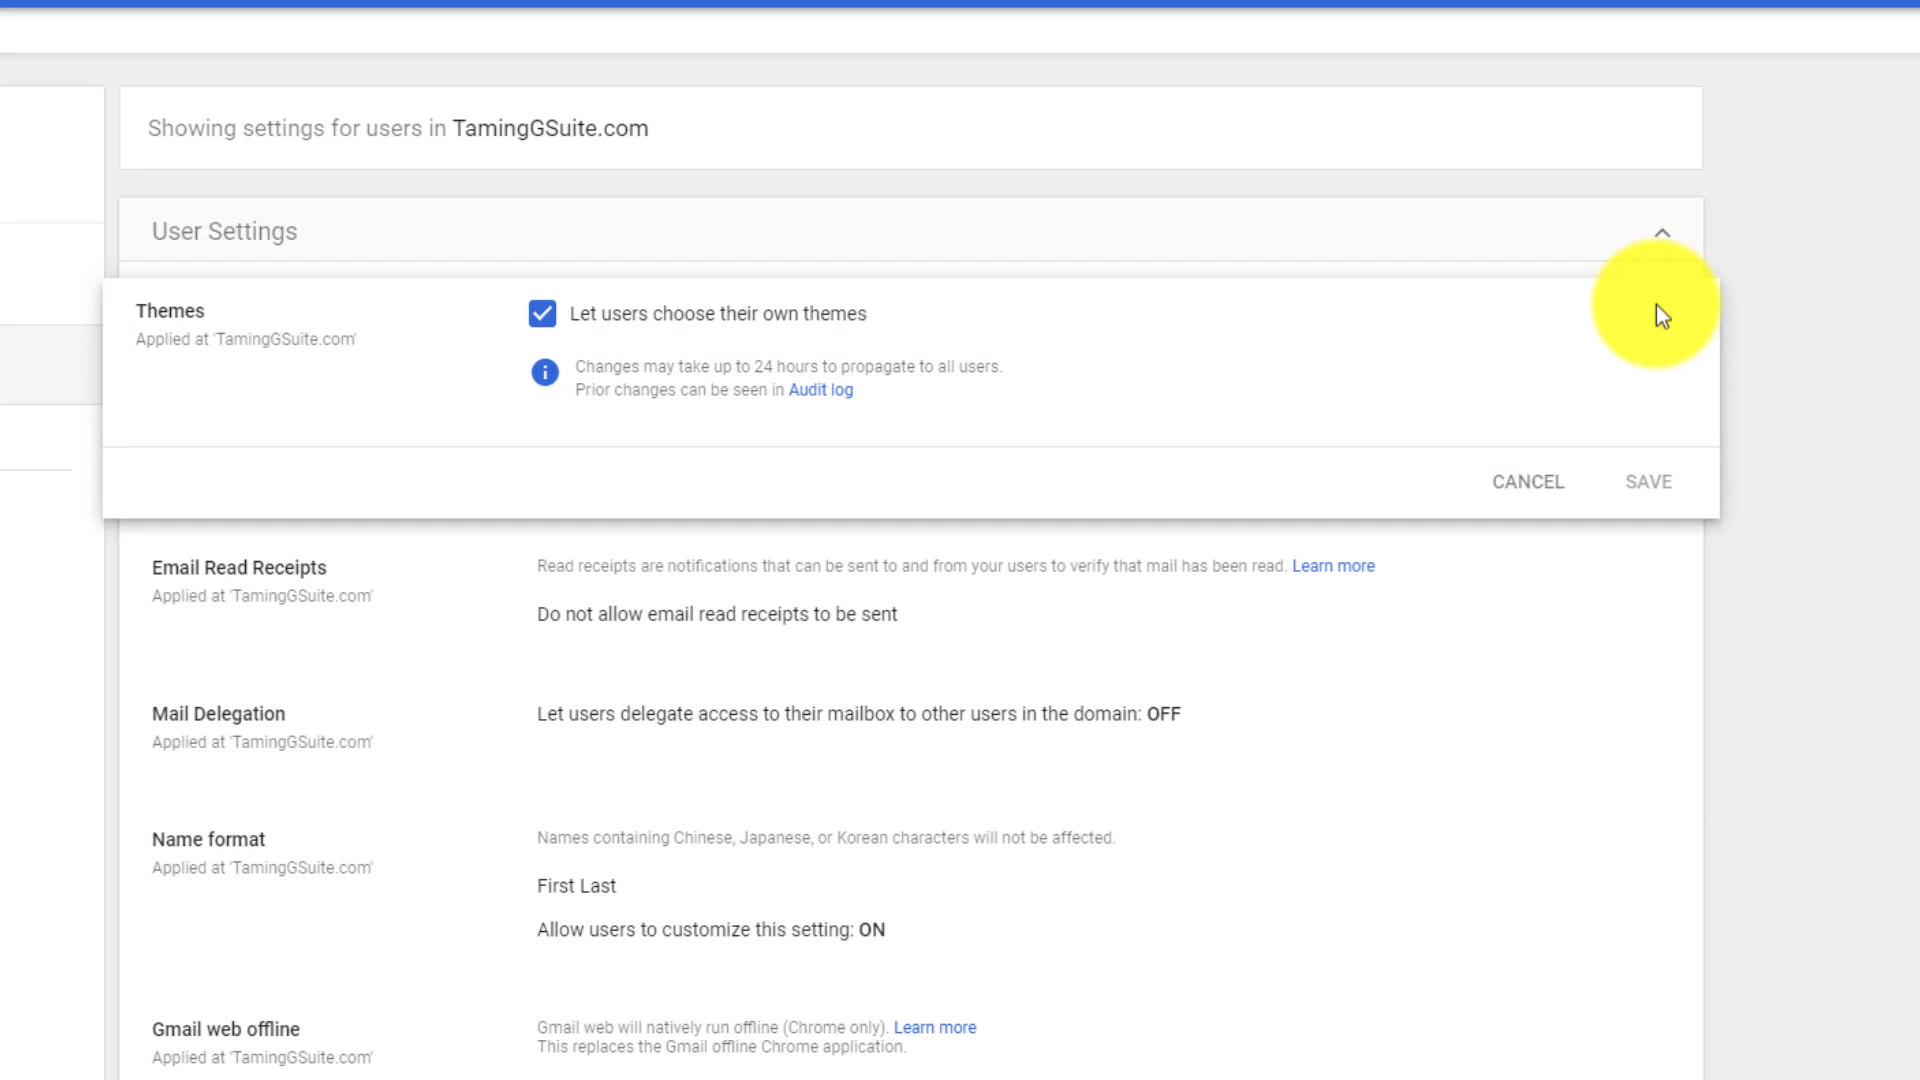 Showing settings for users in TamingGSuite.com
User Settings
Themes
Applied at 'TamingGSuite.com'
Let users choose their own themes
Changes may take up to 24 hours to propagate to all users.
Prior changes can be seen in Audit log
CANCEL
SAVE
Email Read Receipts
Applied at 'TamingGSuite.com'
Read receipts are notifications that can be sent to and from your users to verify that mail has been read. Learn more
Do not allow email read receipts to be sent
Mail Delegation
Applied at 'TamingGSuite.com'
Let users delegate access to their mailbox to other users in the domain: OFF
Name format
Applied at 'TamingGSuite.com'
Names containing Chinese, Japanese, or Korean characters will not be affected.
First Last
Allow users to customize this setting: ON
Gmail web offline
Applied at 'TamingGSuite.com'
Gmail web will natively run offline (Chrome only). Learn more
This replaces the Gmail offline Chrome application.